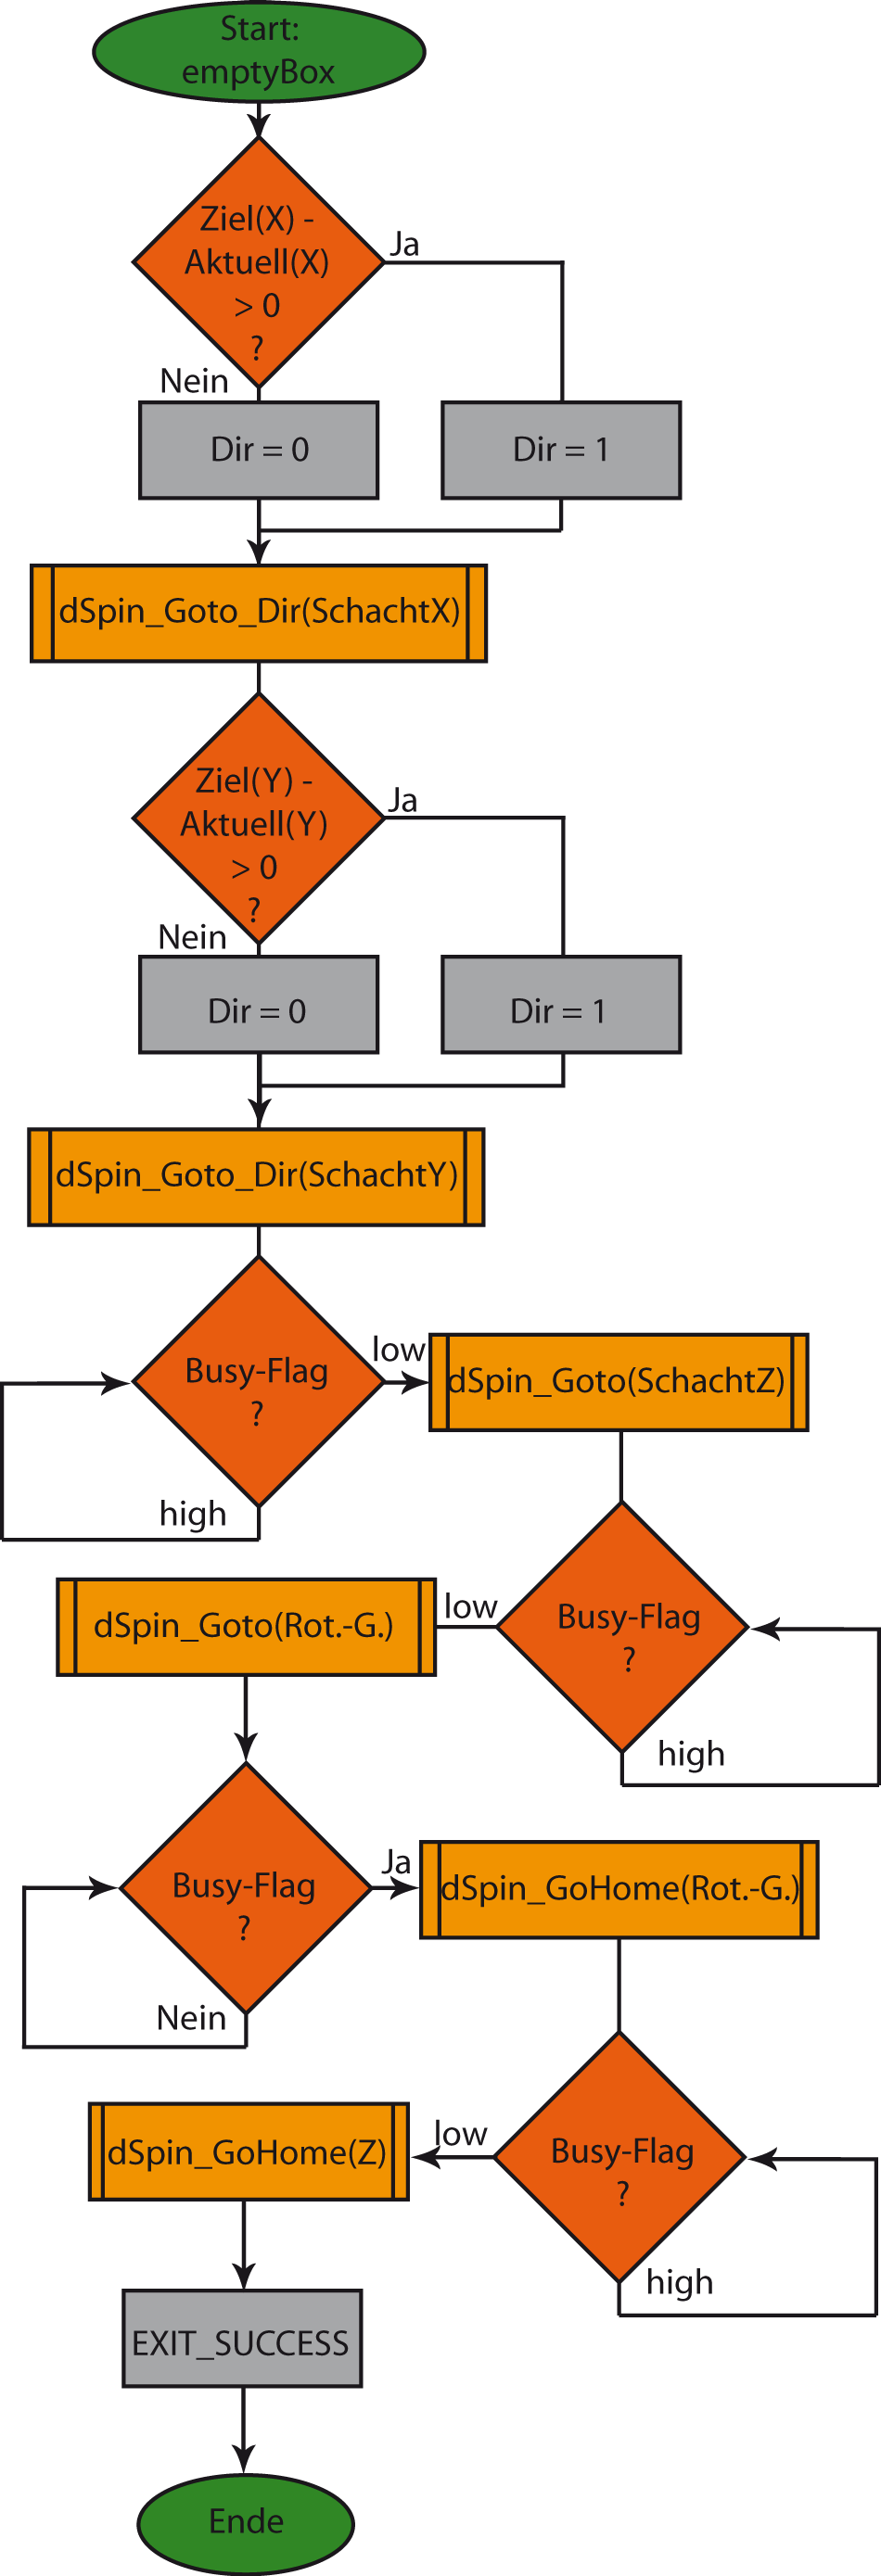 Start:
emptyBox
Ziel(X) -
Aktuell(X)
> 0
?
Ja
Nein
Dir = 0
Dir = 1
dSpin_Goto_Dir(SchachtX)
Ziel(Y) -
Aktuell(Y)
> 0
?
Ja
Nein
Dir = 0
Dir = 1
dSpin_Goto_Dir(SchachtY)
Busy-Flag
?
low
high
dSpin_Goto(SchachtZ)
Busy-Flag
?
low
high
dSpin_Goto(Rot.-G.)
Busy-Flag
?
Ja
Nein
dSpin_GoHome(Rot.-G.)
Busy-Flag
?
low
high
dSpin_GoHome(Z)
EXIT_SUCCESS
Ende